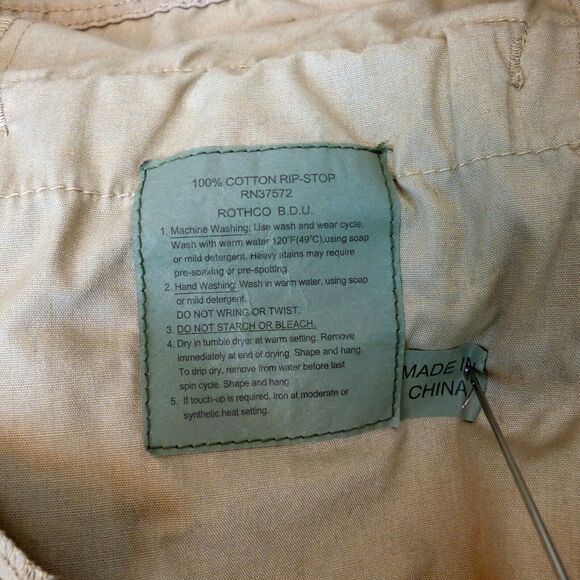 100% COTTON RIP-STOP
RN37572
ROTHCO B.D.U.
1. Machine Washing: Use wash and wear cycle.
Wash with warm water 120°F(49°C),using soap
or mild detergent. Heavy stains may require
pre-soaking or pre-spotting.
2. Hand Washing: Wash in warm water, using soap
or mild detergent.
DO NOT WRING OR TWIST.
3. DO NOT STARCH OR BLEACH.
4. Dry in tumble dryer at warm setting. Remove
immediately at end of drying. Shape and hang.
To drip dry, remove from water before last
spin cycle. Shape and hang.
5. If touch-up is required, iron at moderate or
synthetic heat setting.
MADE IN
CHINA